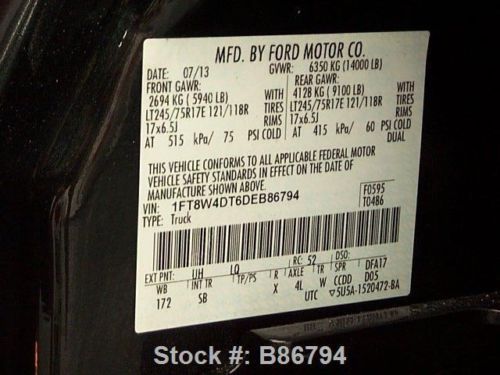 MFD. BY FORD MOTOR CO.
DATE: 07/13 GVWR: 6350 KG (14000 LB)
FRONT GAWR: REAR GAWR:
2694 KG ( 5940 LB) 4128 KG ( 9100 LB)
LT245/75R17E 121/118R TIRES LT245/75R17E 121/118R TIRES
17x6.5J RIMS 17x6.5J RIMS
AT 515 kPa/ 75 PSI COLD AT 415 kPa/ 60 PSI COLD
DUAL
THIS VEHICLE CONFORMS TO ALL APPLICABLE FEDERAL MOTOR
VEHICLE SAFETY STANDARDS IN EFFECT ON THE DATE OF
MANUFACTURE SHOWN ABOVE.
VIN: 1FT8W4DT6DEB86794 F0595
TYPE: Truck T0486
EXT PNT: UH LQ RC: 52 DSO:
WB INT TR TP/PS R AXLE TR SPR DFA17
172 SB X 4L CCDD D05
UTC ▽5U5A-1520472-BA
Stock #: B86794